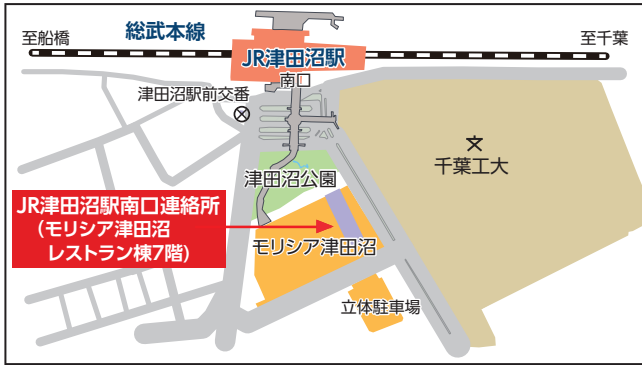 総武本線
至船橋
至千葉
JR津田沼駅
南口
津田沼駅前交番
千葉工大
津田沼公園
JR津田沼駅南口連絡所
(モリシア津田沼
レストラン棟7階)
モリシア津田沼
立体駐車場